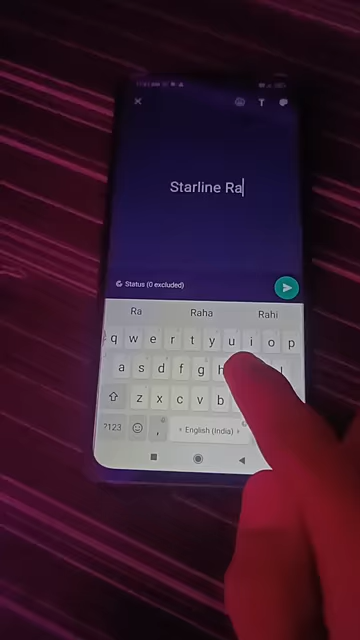 Starline Ra
Status (0 excluded)
Ra Raha Rahi
q w e r t y u i o p
a s d f g h
z x c v b
?123 , English (India)